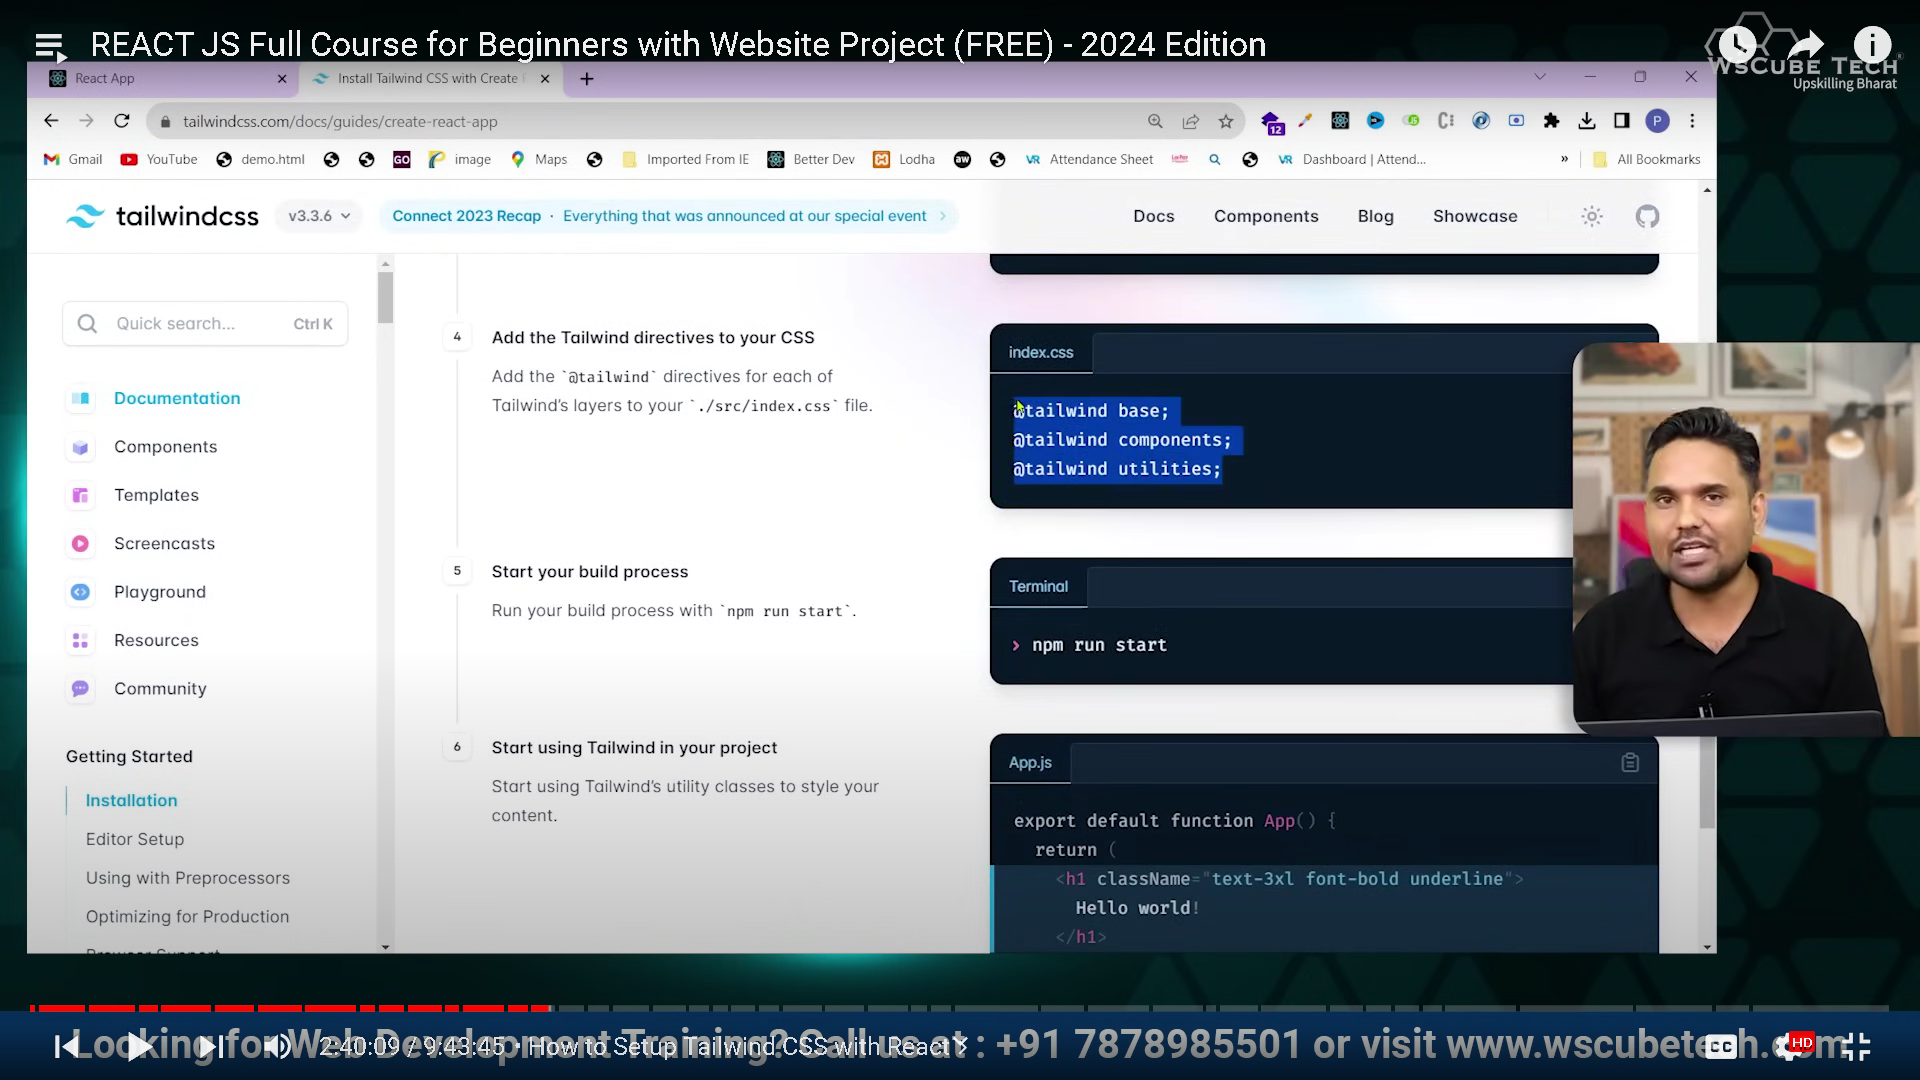 REACT JS Full Course for Beginners with Website Project (FREE) - 2024 Edition
WsCUBE TECH
Upskilling Bharat
React App
Install Tailwind CSS with Create
tailwindcss.com/docs/guides/create-react-app
12
P
Gmail
YouTube
demo.html
GO
image
Maps
Imported From IE
Better Dev
Lodha
aw
VR
Attendance Sheet
VR
Dashboard | Attend...
»
All Bookmarks
tailwindcss
v3.3.6
Connect 2023 Recap · Everything that was announced at our special event
Docs
Components
Blog
Showcase
Quick search...
Ctrl K
Documentation
Components
Templates
Screencasts
Playground
Resources
Community
Getting Started
Installation
Editor Setup
Using with Preprocessors
Optimizing for Production
Browser Support
4
Add the Tailwind directives to your CSS
Add the `@tailwind` directives for each of
Tailwind's layers to your `./src/index.css` file.
index.css
@tailwind base;
@tailwind components;
@tailwind utilities;
5
Start your build process
Run your build process with `npm run start`.
Terminal
> npm run start
6
Start using Tailwind in your project
Start using Tailwind's utility classes to style your
content.
App.js
export default function App() {
return (
<h1 className="text-3xl font-bold underline">
Hello world!
</h1>
Looking for Web Development Training? Call us at : +91 7878985501 or visit www.wscubetech.com
2:40:09 / 9:43:45 • How to Setup Tailwind CSS with React ?
CC
HD